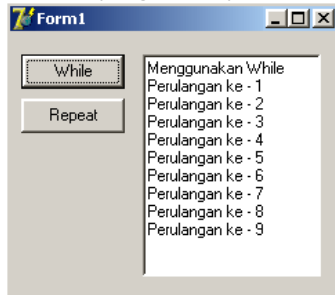 Form1
While
Repeat
Menggunakan While
Perulangan ke - 1
Perulangan ke - 2
Perulangan ke - 3
Perulangan ke - 4
Perulangan ke - 5
Perulangan ke - 6
Perulangan ke - 7
Perulangan ke - 8
Perulangan ke - 9